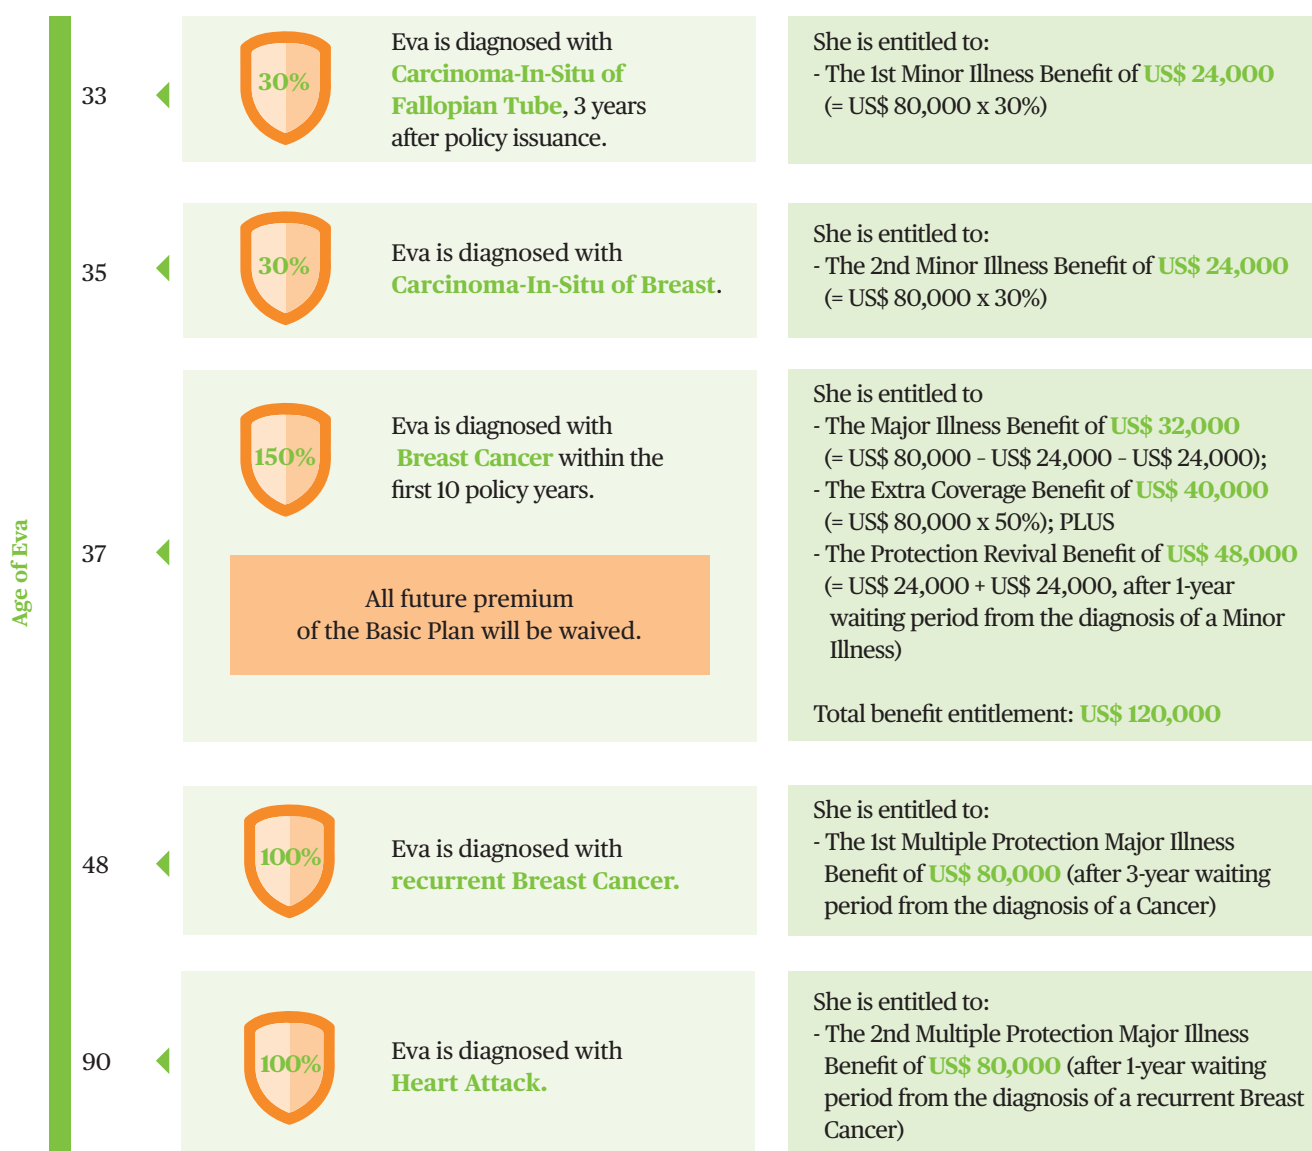 Age of Eva
33
30%
Eva is diagnosed with
Carcinoma-In-Situ of
Fallopian Tube, 3 years
after policy issuance.
She is entitled to:
- The 1st Minor Illness Benefit of US$ 24,000
(= US$ 80,000 x 30%)
35
30%
Eva is diagnosed with
Carcinoma-In-Situ of Breast.
She is entitled to:
- The 2nd Minor Illness Benefit of US$ 24,000
(= US$ 80,000 x 30%)
37
150%
Eva is diagnosed with
Breast Cancer within the
first 10 policy years.
All future premium
of the Basic Plan will be waived.
She is entitled to
- The Major Illness Benefit of US$ 32,000
(= US$ 80,000 – US$ 24,000 – US$ 24,000);
- The Extra Coverage Benefit of US$ 40,000
(= US$ 80,000 x 50%); PLUS
- The Protection Revival Benefit of US$ 48,000
(= US$ 24,000 + US$ 24,000, after 1-year
waiting period from the diagnosis of a Minor
Illness)
Total benefit entitlement: US$ 120,000
48
100%
Eva is diagnosed with
recurrent Breast Cancer.
She is entitled to:
- The 1st Multiple Protection Major Illness
Benefit of US$ 80,000 (after 3-year waiting
period from the diagnosis of a Cancer)
90
100%
Eva is diagnosed with
Heart Attack.
She is entitled to:
- The 2nd Multiple Protection Major Illness
Benefit of US$ 80,000 (after 1-year waiting
period from the diagnosis of a recurrent Breast
Cancer)